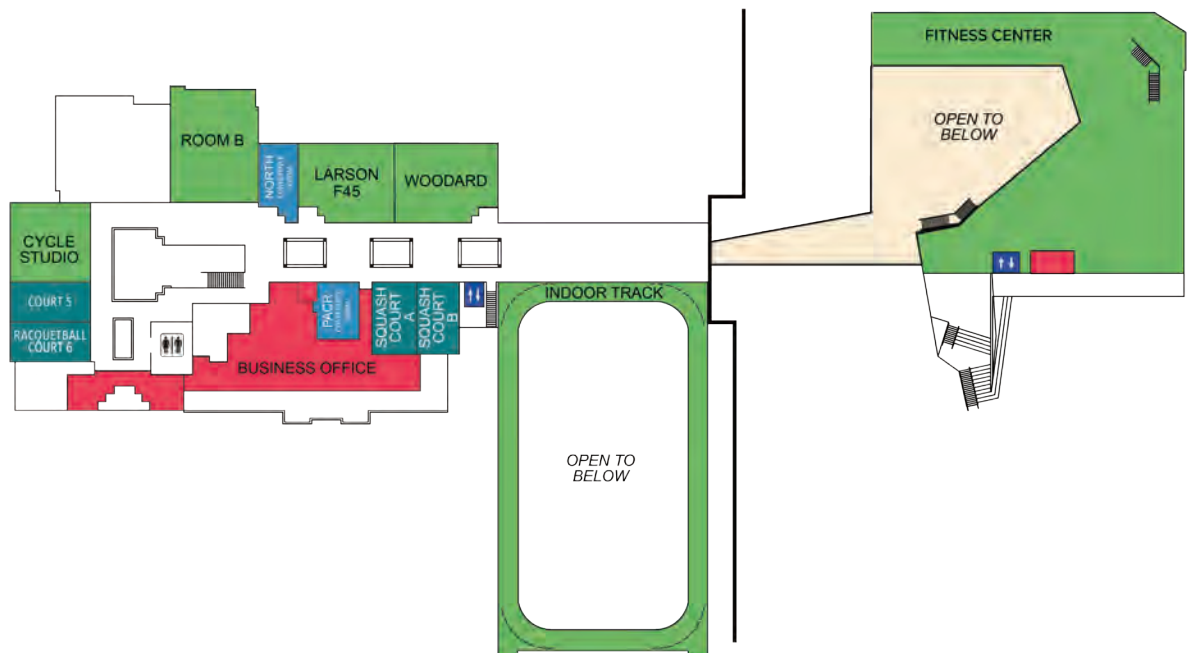 FITNESS CENTER
OPEN TO
BELOW
ROOM B
NORTH
LARSON
F45
WOODARD
CYCLE
STUDIO
COURT 5
RACQUETBALL
COURT 6
PACR
SQUASH
COURT
A
SQUASH
COURT
B
INDOOR TRACK
BUSINESS OFFICE
OPEN TO
BELOW